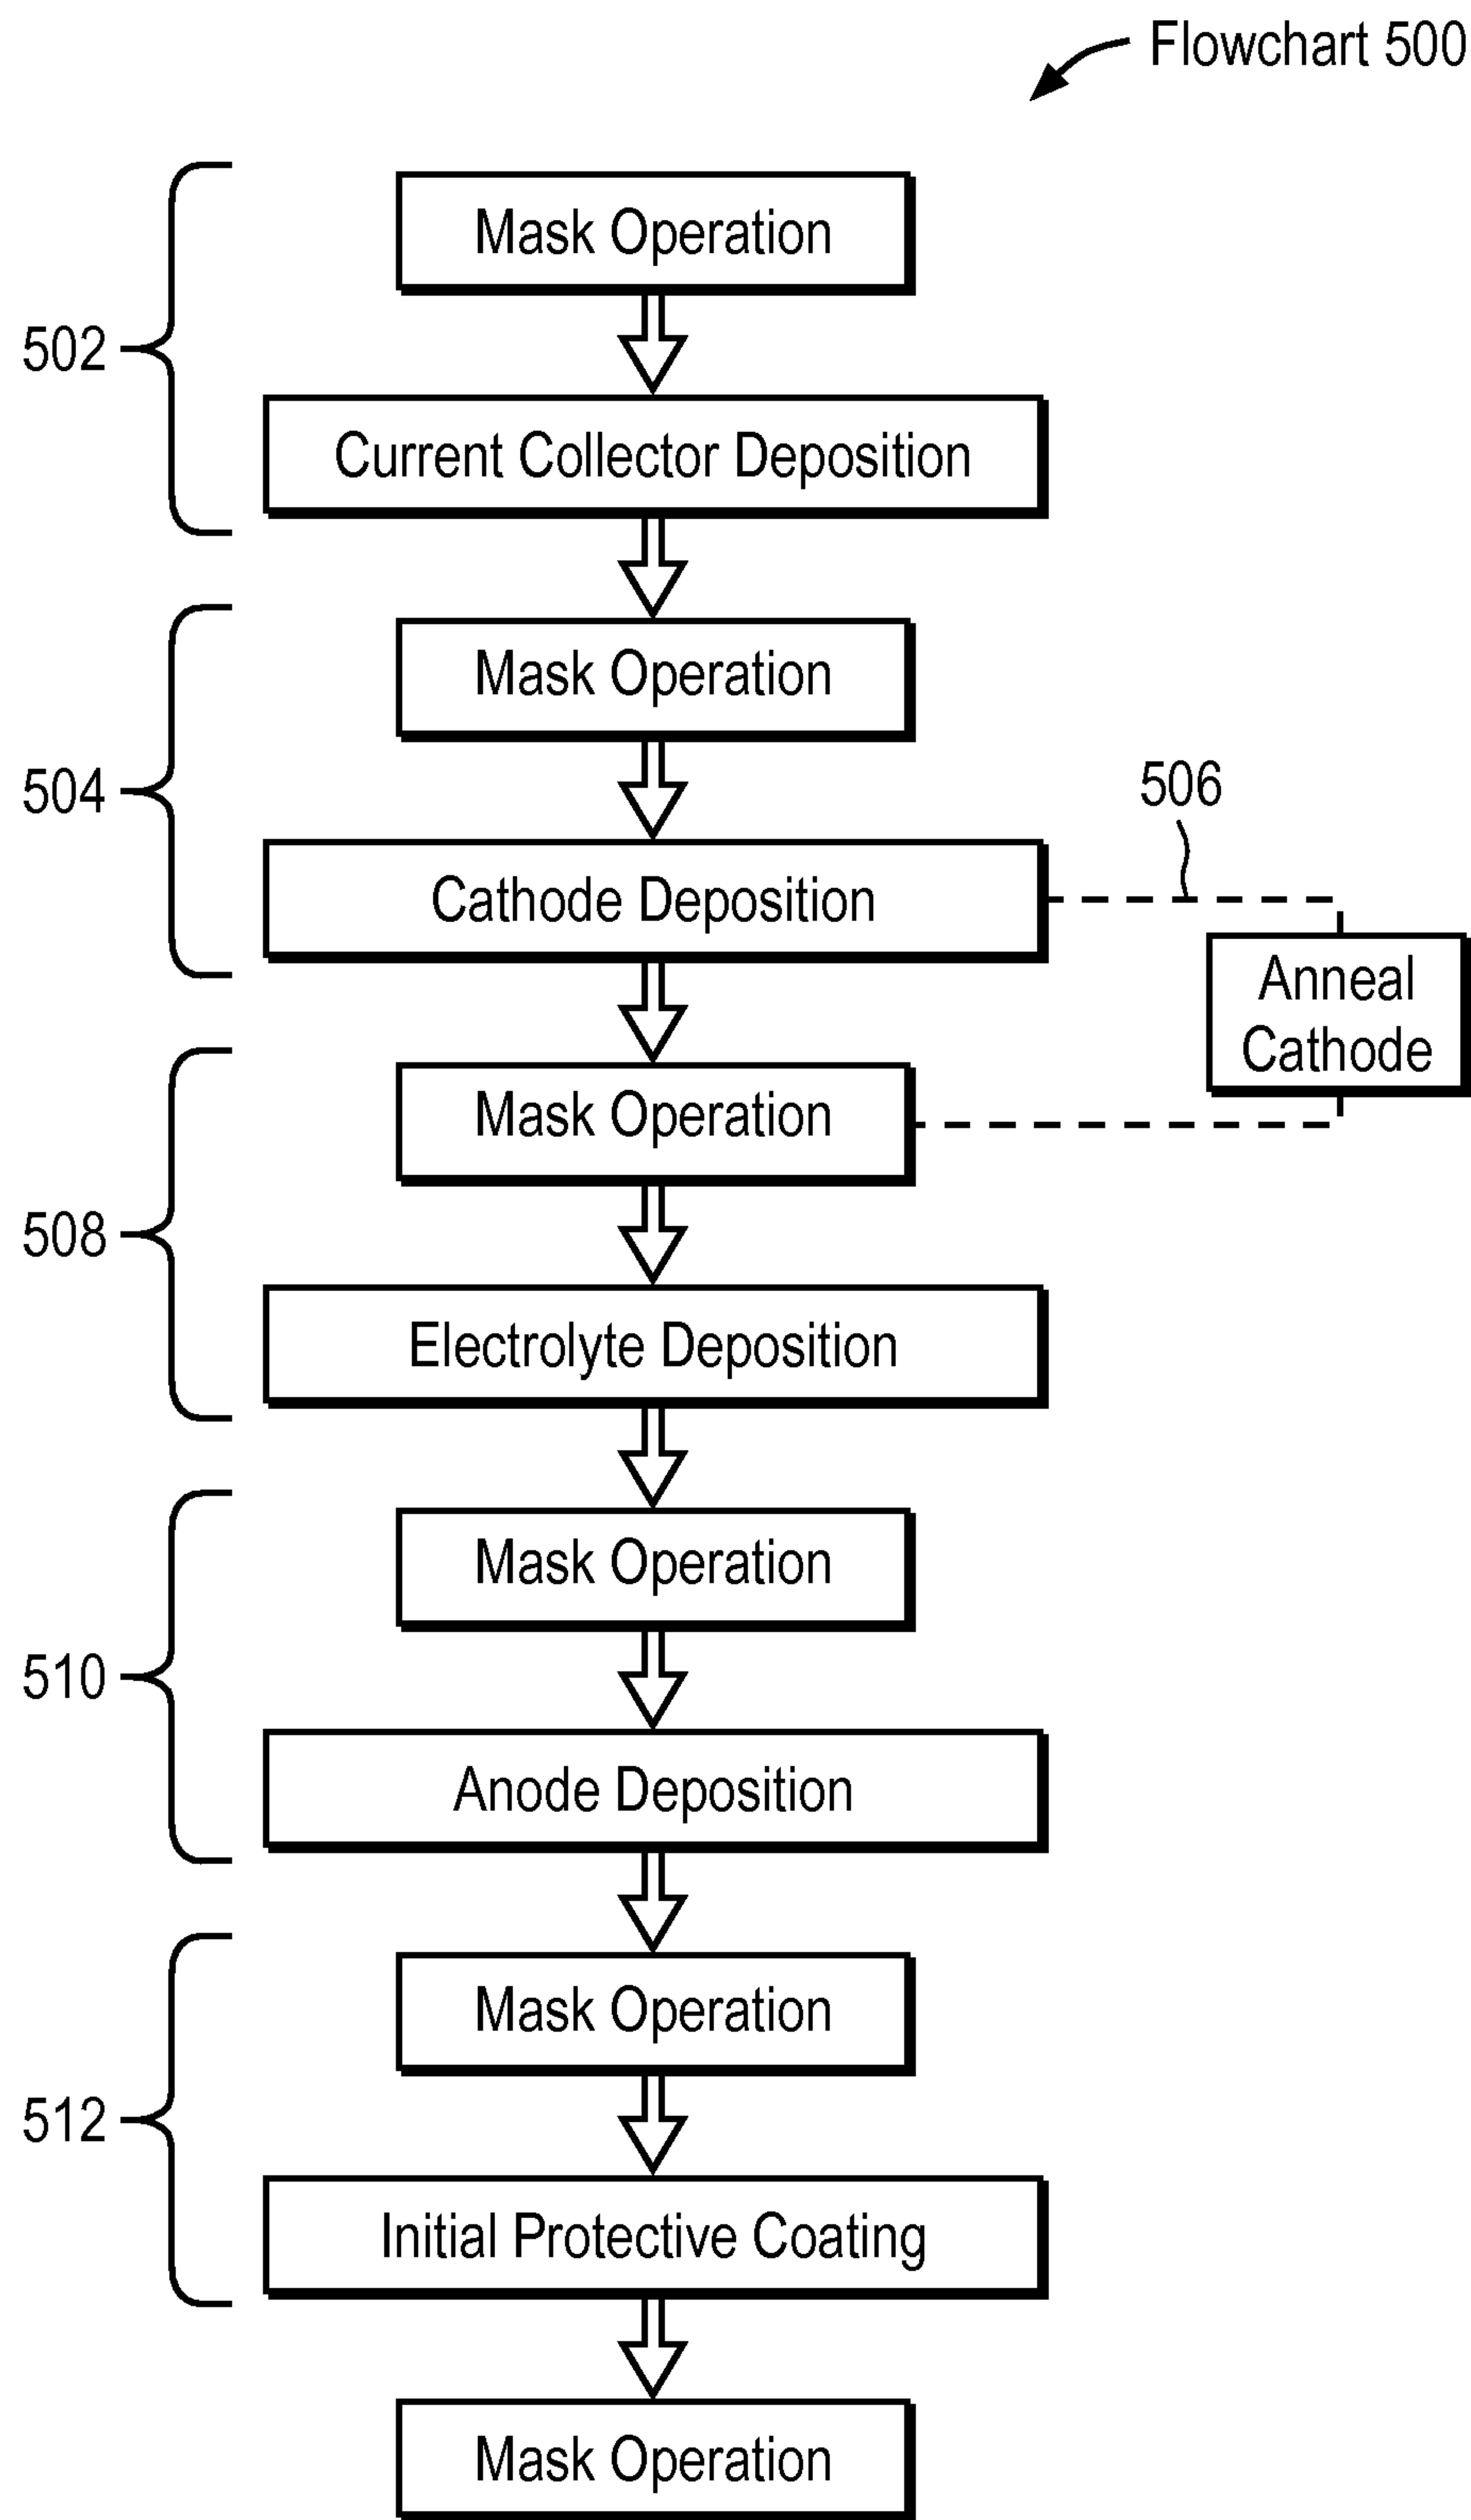 Flowchart 500
Mask Operation
502
Current Collector Deposition
Mask Operation
504
506
Cathode Deposition
Anneal
Cathode
Mask Operation
508
Electrolyte Deposition
Mask Operation
510
Anode Deposition
Mask Operation
512
Initial Protective Coating
Mask Operation